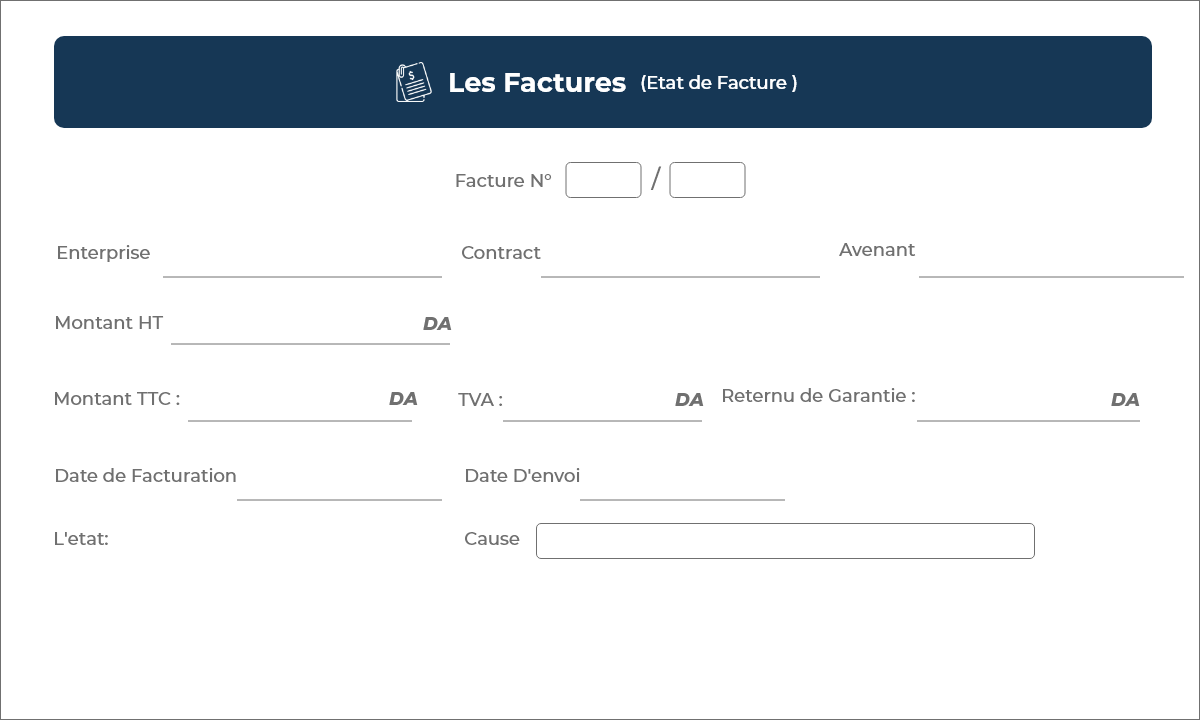 Les Factures (Etat de Facture )
Facture N° /
Enterprise Contract Avenant
Montant HT DA
Montant TTC : DA TVA : DA Reternu de Garantie : DA
Date de Facturation Date D'envoi
L'etat: Cause